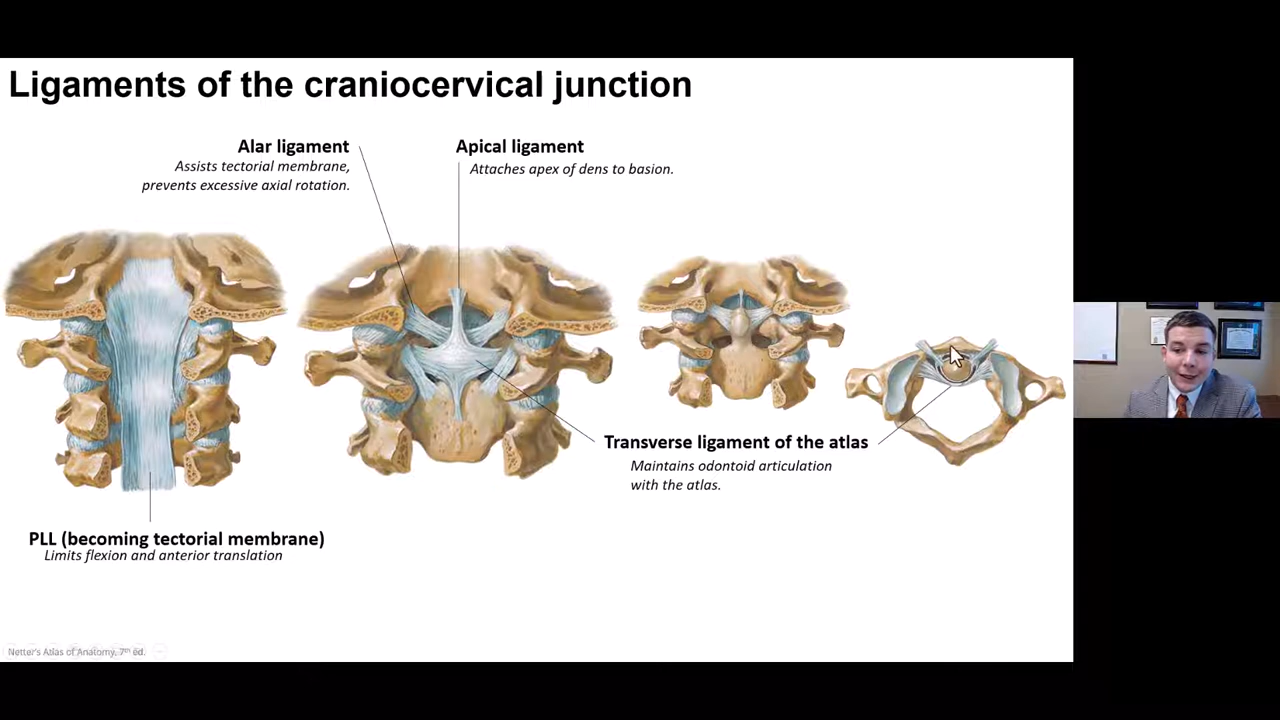 Ligaments of the craniocervical junction
Alar ligament
Assists tectorial membrane,
prevents excessive axial rotation.
Apical ligament
Attaches apex of dens to basion.
Transverse ligament of the atlas
Maintains odontoid articulation
with the atlas.
PLL (becoming tectorial membrane)
Limits flexion and anterior translation
Netter's Atlas of Anatomy, 7th ed.